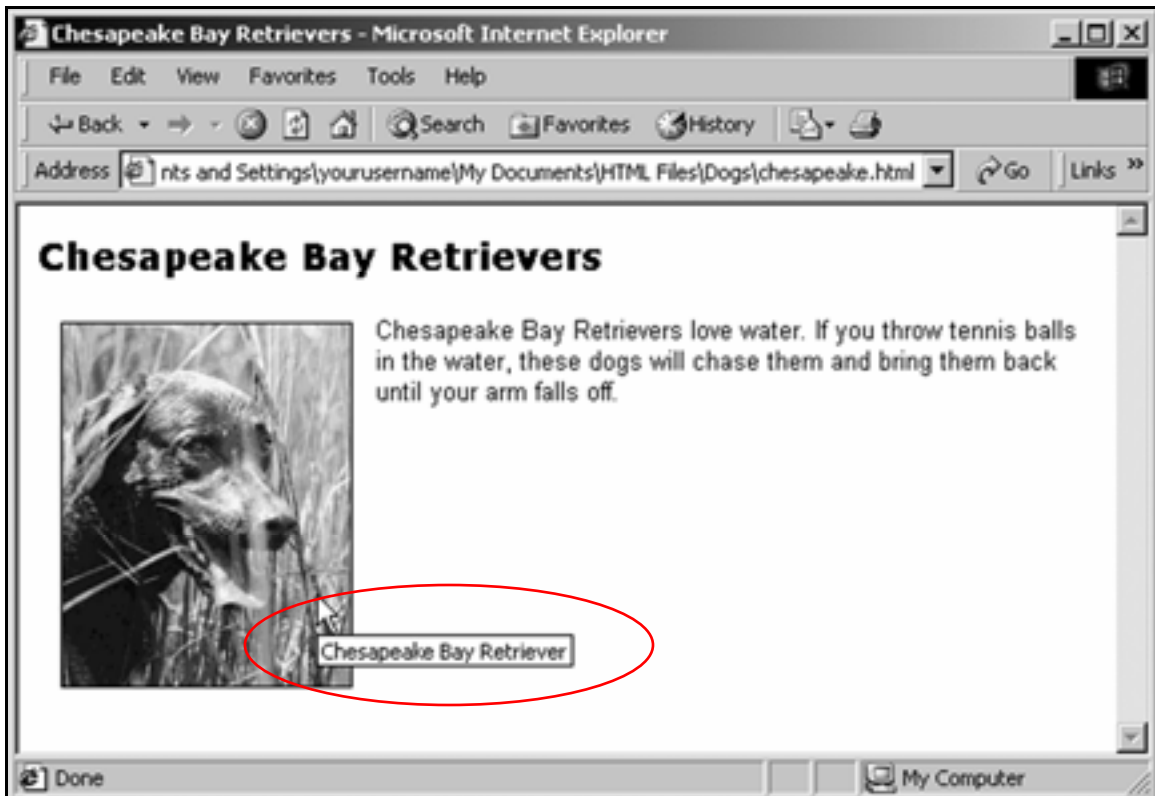 Chesapeake Bay Retrievers - Microsoft Internet Explorer
File Edit View Favorites Tools Help
Back Search Favorites History
Address nts and Settings\yourusername\My Documents\HTML Files\Dogs\chesapeake.html Go Links »
Chesapeake Bay Retrievers
Chesapeake Bay Retrievers love water. If you throw tennis balls
in the water, these dogs will chase them and bring them back
until your arm falls off.
Chesapeake Bay Retriever
Done My Computer